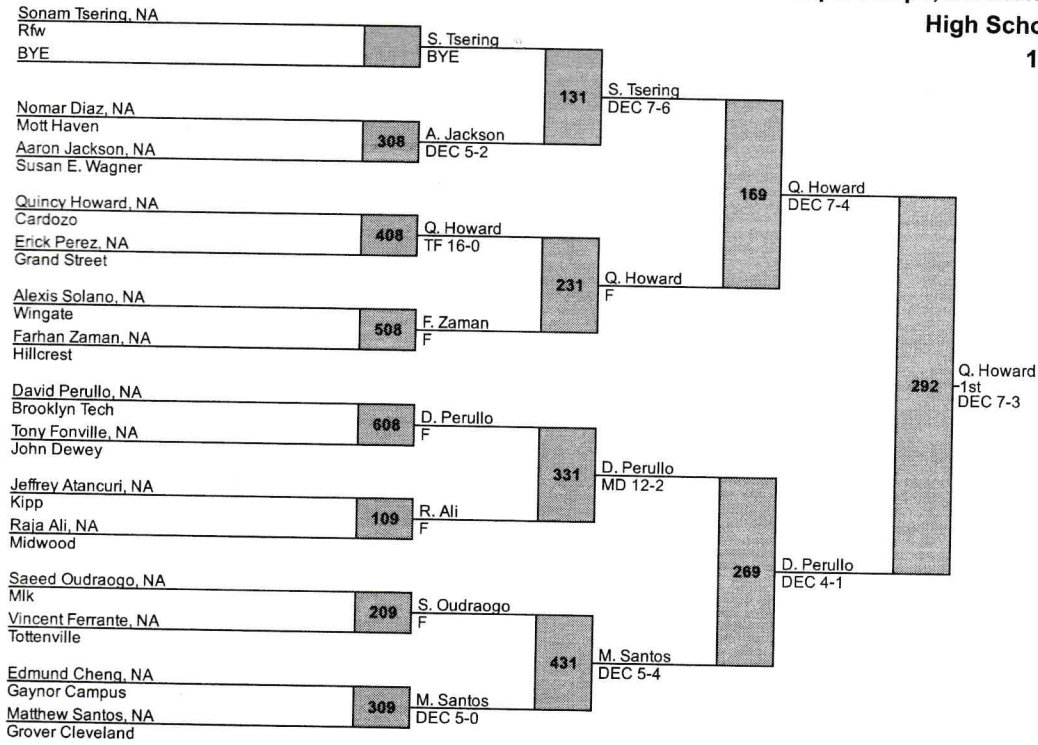 High Scho
1
Sonam Tsering, NA
Rfw
BYE
S. Tsering
BYE
131
S. Tsering
DEC 7-6
Nomar Diaz, NA
Mott Haven
308
Aaron Jackson, NA
Susan E. Wagner
A. Jackson
DEC 5-2
169
Q. Howard
DEC 7-4
Quincy Howard, NA
Cardozo
408
Erick Perez, NA
Grand Street
Q. Howard
TF 16-0
231
Q. Howard
F
Alexis Solano, NA
Wingate
508
Farhan Zaman, NA
Hillcrest
F. Zaman
F
292
Q. Howard
1st
DEC 7-3
David Perullo, NA
Brooklyn Tech
608
Tony Fonville, NA
John Dewey
D. Perullo
F
331
D. Perullo
MD 12-2
Jeffrey Atancuri, NA
Kipp
109
Raja Ali, NA
Midwood
R. Ali
F
269
D. Perullo
DEC 4-1
Saeed Oudraogo, NA
Mlk
209
Vincent Ferrante, NA
Tottenville
S. Oudraogo
F
431
M. Santos
DEC 5-4
Edmund Cheng, NA
Gaynor Campus
309
Matthew Santos, NA
Grover Cleveland
M. Santos
DEC 5-0